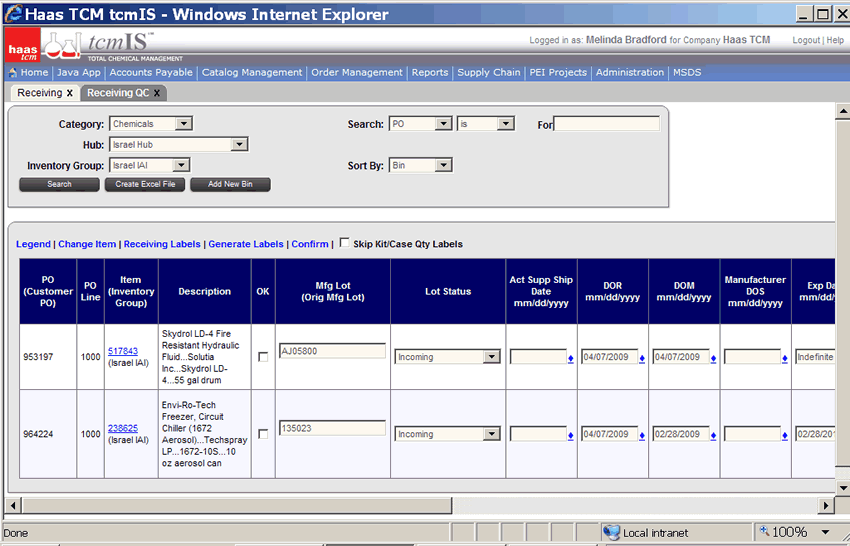 Haas TCM tcmIS - Windows Internet Explorer
haas tcm
tcmIS™
TOTAL CHEMICAL MANAGEMENT
Logged in as: Melinda Bradford for Company Haas TCM Logout | Help
Home | Java App | Accounts Payable | Catalog Management | Order Management | Reports | Supply Chain | PEI Projects | Administration | MSDS
Receiving x Receiving QC x
Category: Chemicals Search: PO is For
Hub: Israel Hub
Inventory Group: Israel IAI Sort By: Bin
Search Create Excel File Add New Bin
Legend | Change Item | Receiving Labels | Generate Labels | Confirm | Skip Kit/Case Qty Labels
PO (Customer PO)
PO Line
Item (Inventory Group)
Description
OK
Mfg Lot (Orig Mfg Lot)
Lot Status
Act Supp Ship Date mm/dd/yyyy
DOR mm/dd/yyyy
DOM mm/dd/yyyy
Manufacturer DOS mm/dd/yyyy
Exp Da mm/dd/
953197
1000
517843
(Israel IAI)
Skydrol LD-4 Fire
Resistant Hydraulic
Fluid...Solutia
Inc...Skydrol LD-
4...55 gal drum
AJ05800
Incoming
04/07/2009
04/07/2009
Indefinite
964224
1000
238625
(Israel IAI)
Envi-Ro-Tech
Freezer, Circuit
Chiller (1672
Aerosol)...Techspray
LP...1672-10S...10
oz aerosol can
135023
Incoming
04/07/2009
02/28/2009
02/28/201
Done Local intranet 100%